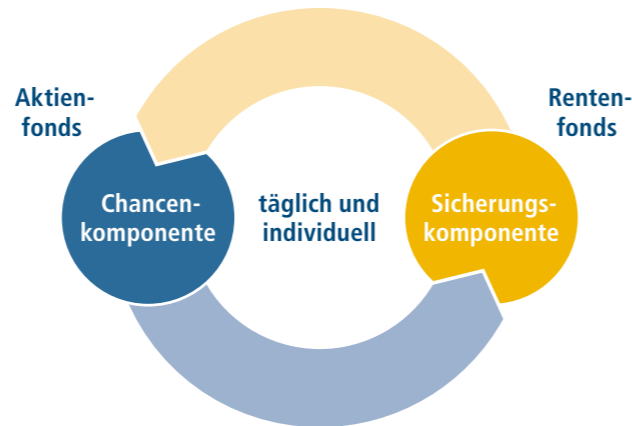 Aktien-
fonds
Renten-
fonds
Chancen-
komponente
täglich und
individuell
Sicherungs-
komponente